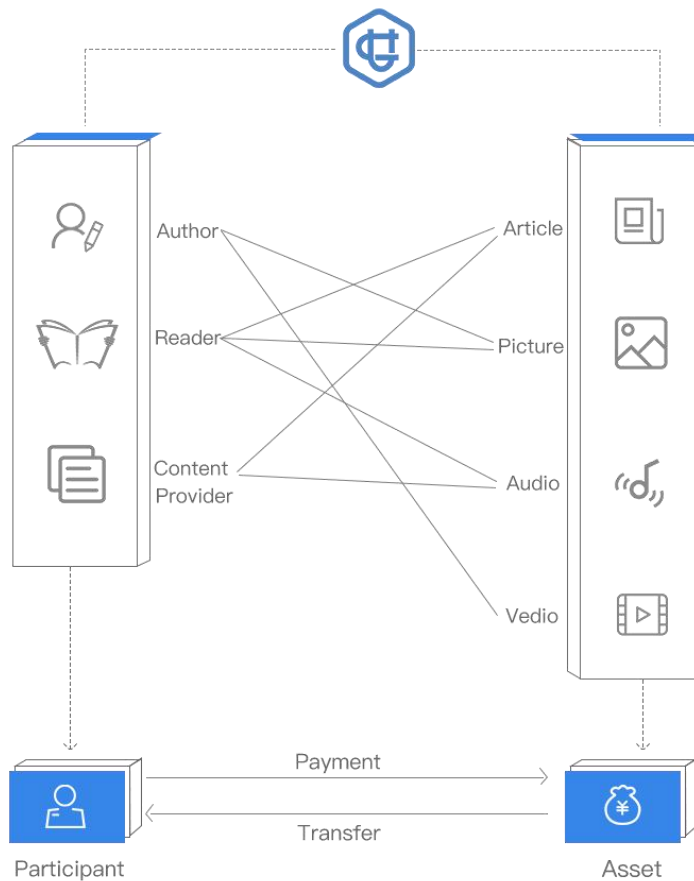 Author
Article
Reader
Picture
Content
Provider
Audio
Vedio
Payment
Transfer
¥
Participant
Asset